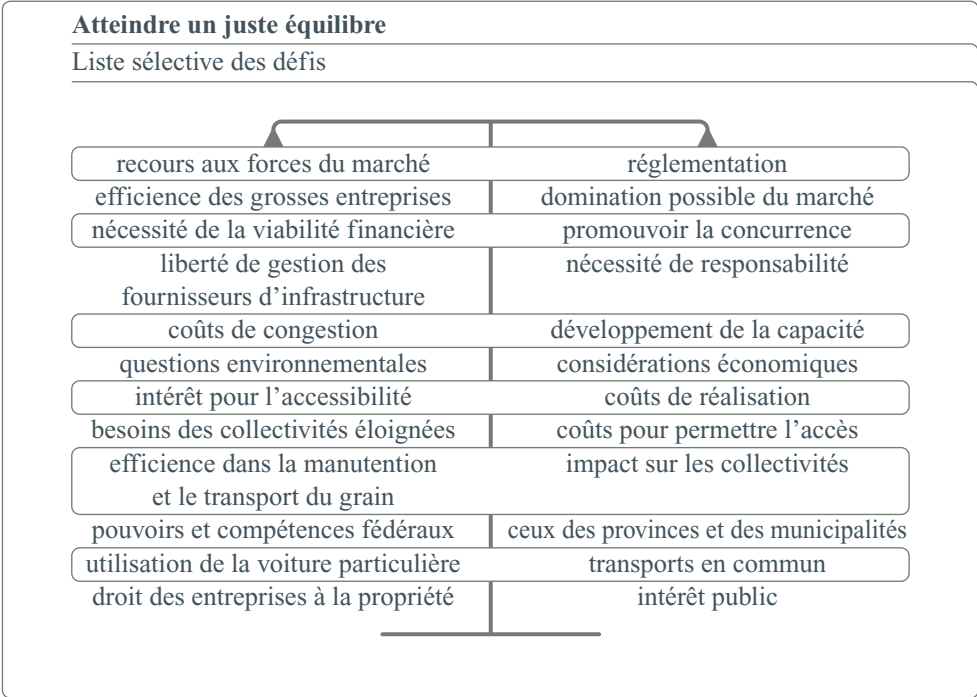 Atteindre un juste équilibre
Liste sélective des défis
recours aux forces du marché
réglementation
efficience des grosses entreprises
domination possible du marché
nécessité de la viabilité financière
promouvoir la concurrence
liberté de gestion des
fournisseurs d’infrastructure
nécessité de responsabilité
coûts de congestion
développement de la capacité
questions environnementales
considérations économiques
intérêt pour l’accessibilité
coûts de réalisation
besoins des collectivités éloignées
coûts pour permettre l’accès
efficience dans la manutention
et le transport du grain
impact sur les collectivités
pouvoirs et compétences fédéraux
ceux des provinces et des municipalités
utilisation de la voiture particulière
transports en commun
droit des entreprises à la propriété
intérêt public